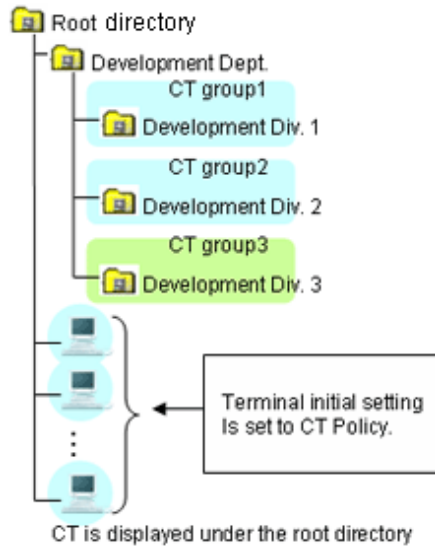 Root directory
Development Dept.
CT group1
Development Div. 1
CT group2
Development Div. 2
CT group3
Development Div. 3
Terminal initial setting
Is set to CT Policy.
CT is displayed under the root directory